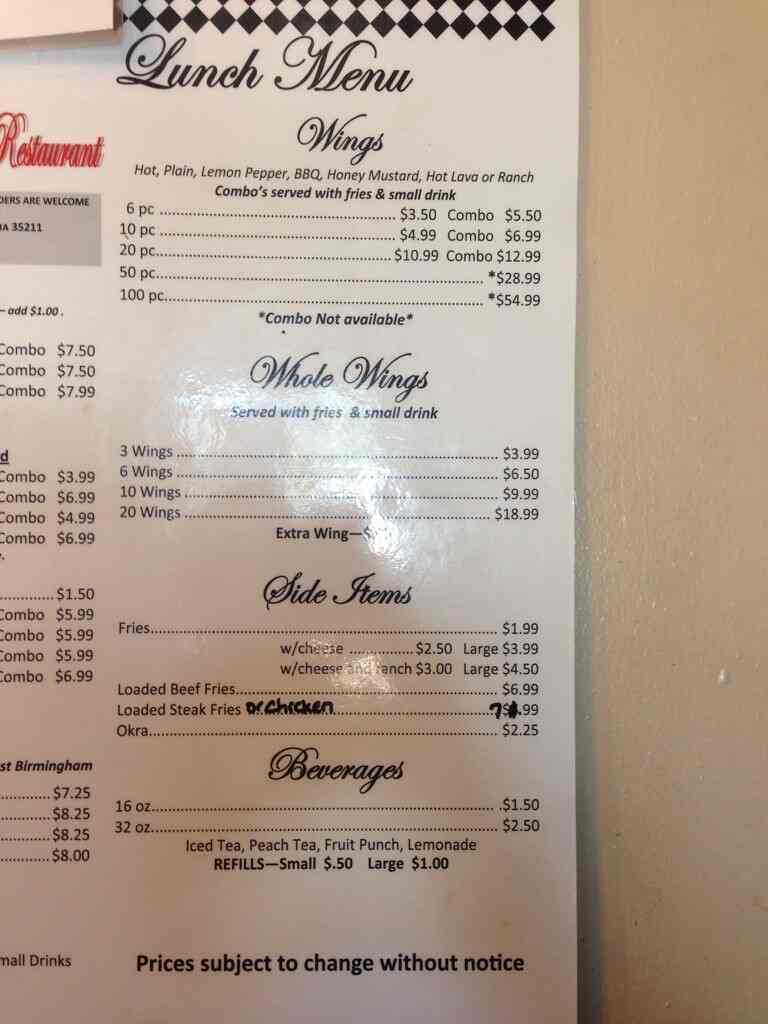 Restaurant
DERS ARE WELCOME
35211
– add $1.00 .
Combo $7.50
Combo $7.50
Combo $7.99
Combo $3.99
Combo $6.99
Combo $4.99
Combo $6.99
$1.50
Combo $5.99
Combo $5.99
Combo $5.99
Combo $6.99
st Birmingham
$7.25
$8.25
$8.25
$8.00
mall Drinks
Lunch Menu
Wings
Hot, Plain, Lemon Pepper, BBQ, Honey Mustard, Hot Lava or Ranch
Combo's served with fries & small drink
6 pc ........ $3.50 Combo $5.50
10 pc ........ $4.99 Combo $6.99
20 pc........ $10.99 Combo $12.99
50 pc........ *$28.99
100 pc........ *$54.99
*Combo Not available*
Whole Wings
Served with fries & small drink
3 Wings ........ $3.99
6 Wings ........ $6.50
10 Wings ........ $9.99
20 Wings ........ $18.99
Extra Wing—$
Side Items
Fries........ $1.99
w/cheese ........ $2.50 Large $3.99
w/cheese and ranch $3.00 Large $4.50
Loaded Beef Fries........ $6.99
Loaded Steak Fries or chicken ........ 7 .99
Okra........ $2.25
Beverages
16 oz........ $1.50
32 oz........ $2.50
Iced Tea, Peach Tea, Fruit Punch, Lemonade
REFILLS—Small $.50 Large $1.00
Prices subject to change without notice